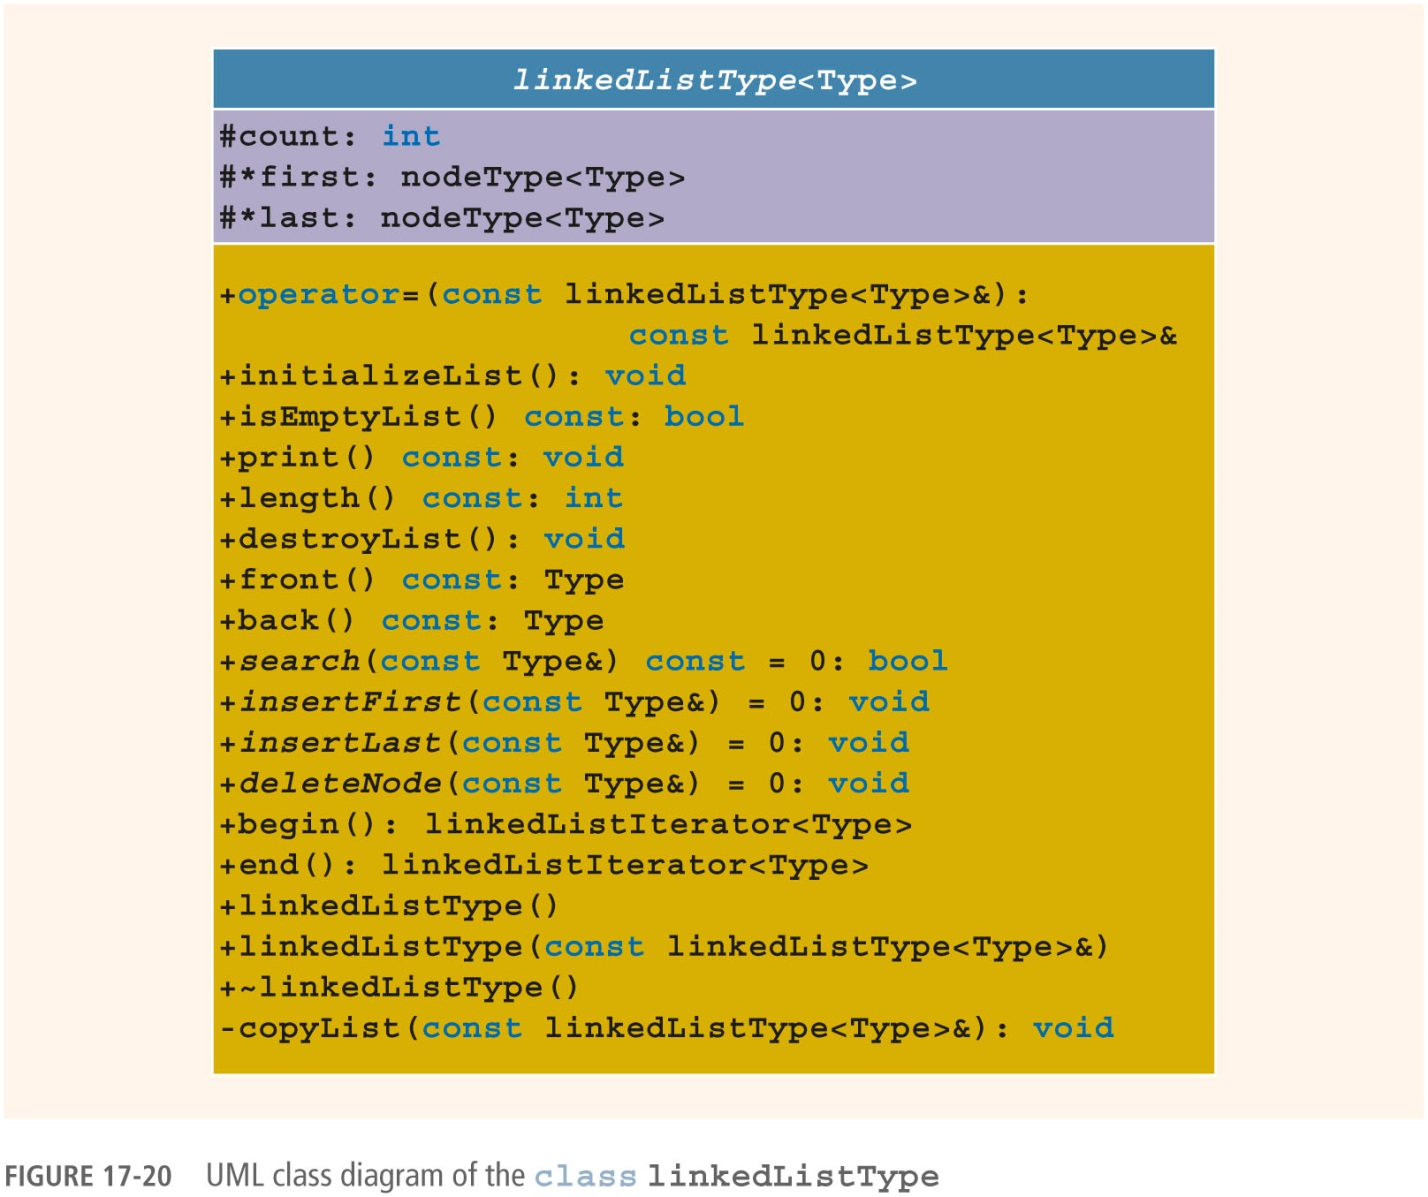 linkedListType<Type>
#count: int
#*first: nodeType<Type>
#*last: nodeType<Type>
+operator=(const linkedListType<Type>&):
const linkedListType<Type>&
+initializeList(): void
+isEmptyList() const: bool
+print() const: void
+length() const: int
+destroyList(): void
+front() const: Type
+back() const: Type
+search(const Type&) const = 0: bool
+insertFirst(const Type&) = 0: void
+insertLast(const Type&) = 0: void
+deleteNode(const Type&) = 0: void
+begin(): linkedListIterator<Type>
+end(): linkedListIterator<Type>
+linkedListType()
+linkedListType(const linkedListType<Type>&)
+~linkedListType()
-copyList(const linkedListType<Type>&): void
FIGURE 17-20 UML class diagram of the class linkedListType